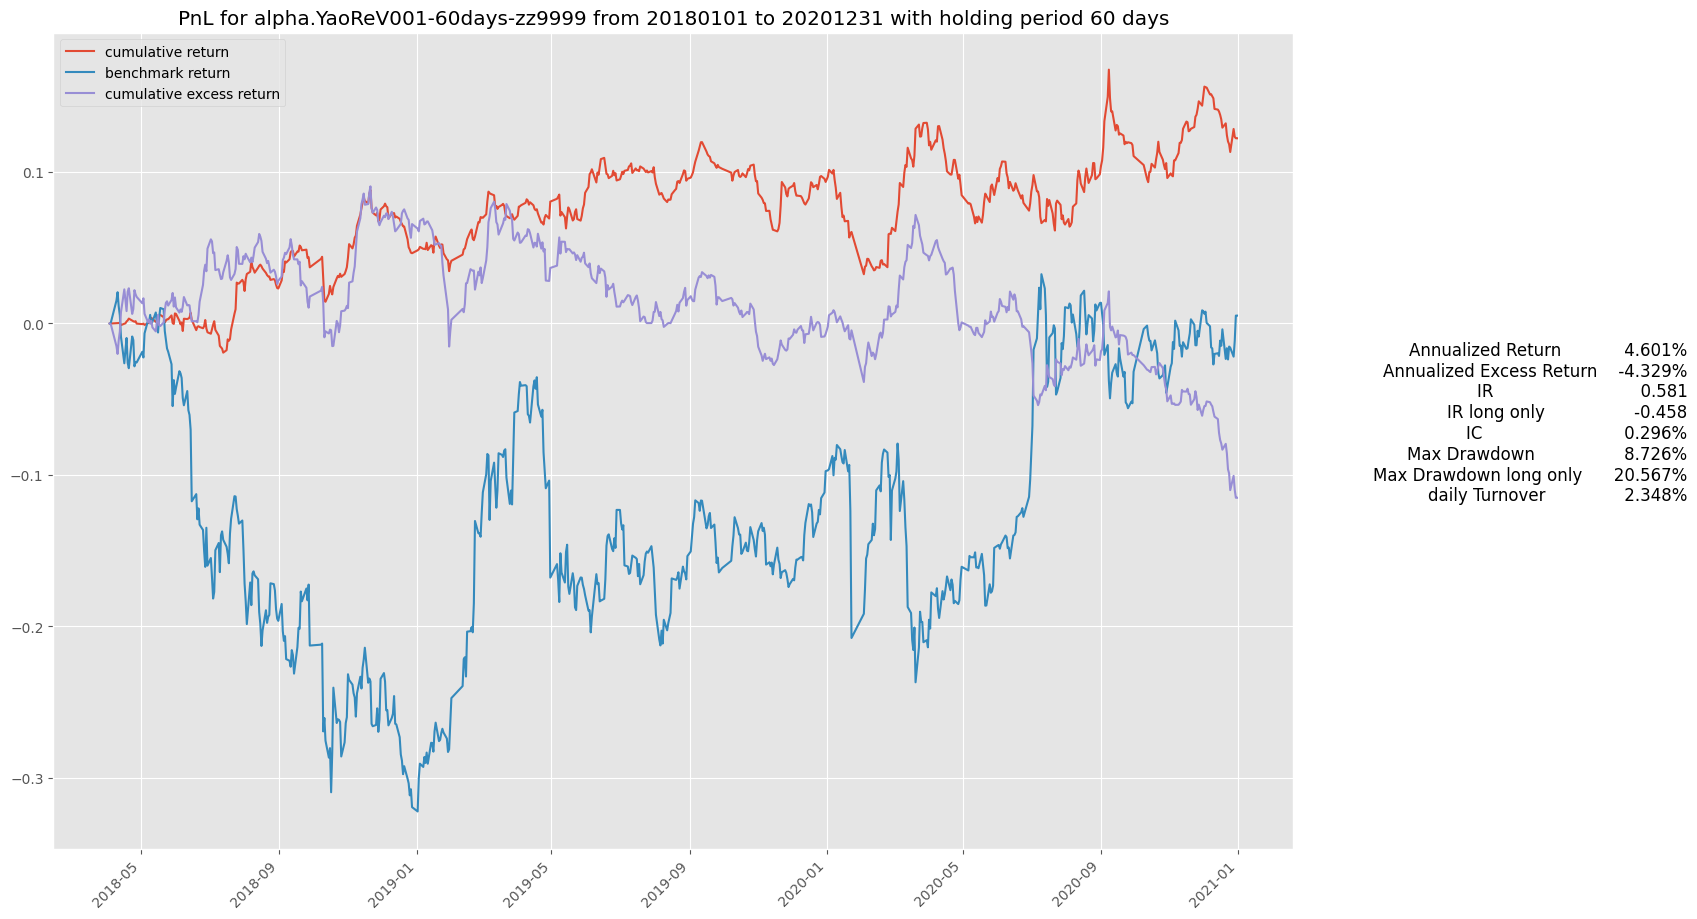 PnL for alpha.YaoReV001-60days-zz9999 from 20180101 to 20201231 with holding period 60 days
cumulative return
benchmark return
cumulative excess return
0.1
0.0
−0.1
−0.2
−0.3
2018-05
2018-09
2019-01
2019-05
2019-09
2020-01
2020-05
2020-09
2021-01
Annualized Return 4.601%
Annualized Excess Return -4.329%
IR 0.581
IR long only -0.458
IC 0.296%
Max Drawdown 8.726%
Max Drawdown long only 20.567%
daily Turnover 2.348%